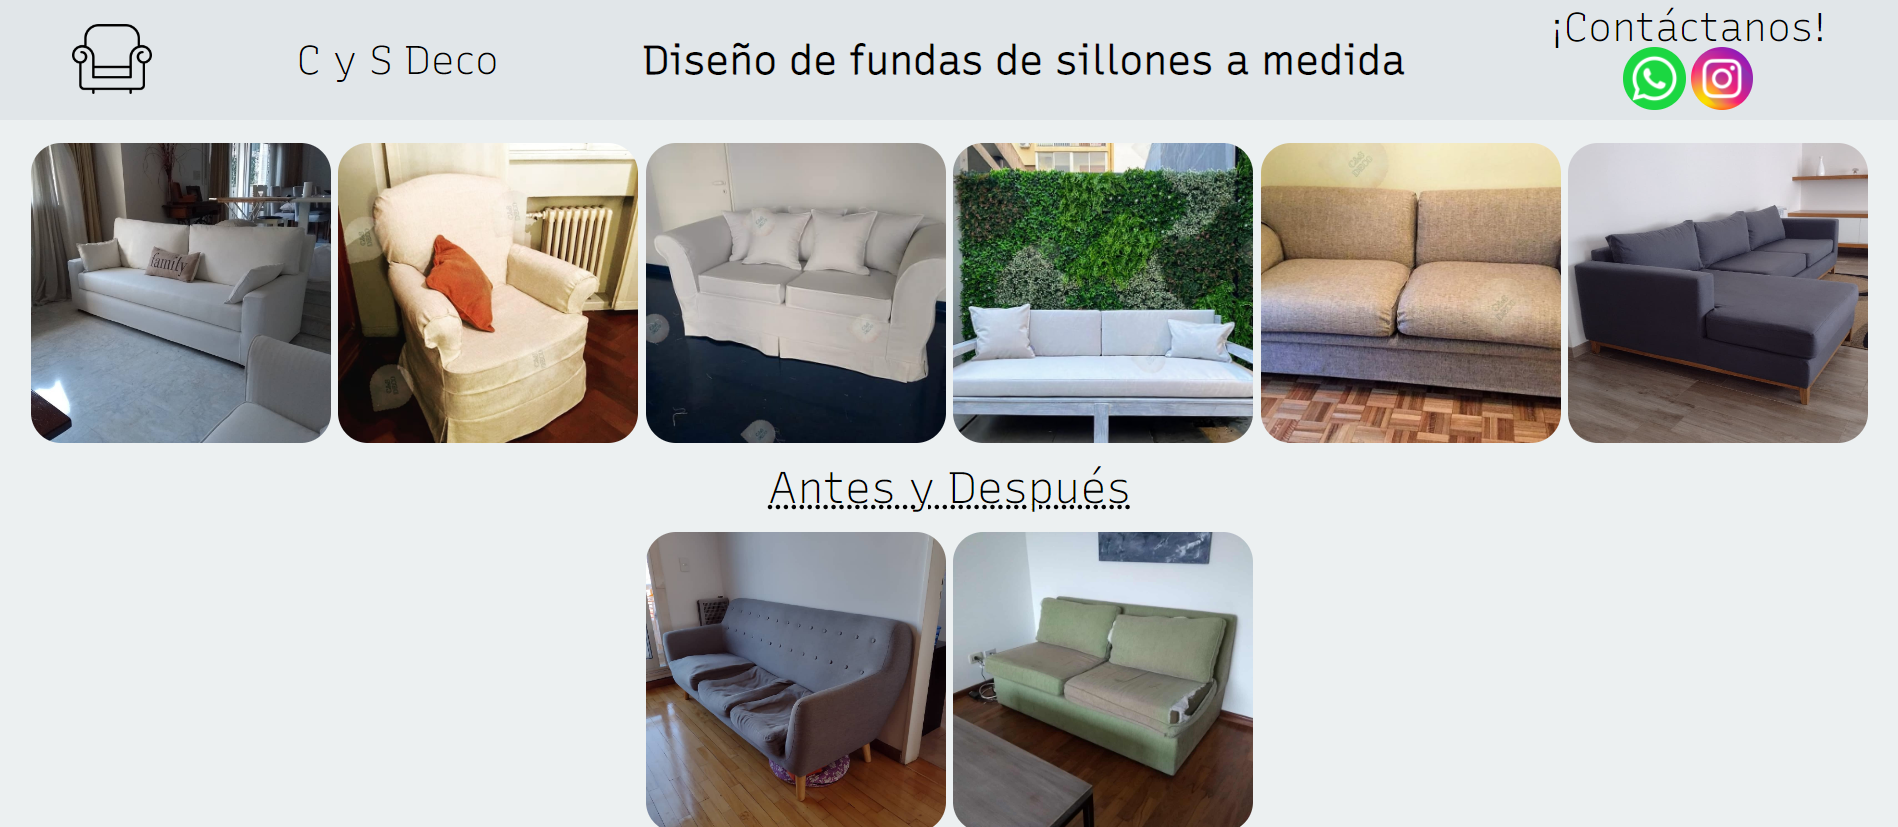 C y S Deco
Diseño de fundas de sillones a medida
¡Contáctanos!
family
Antes y Después